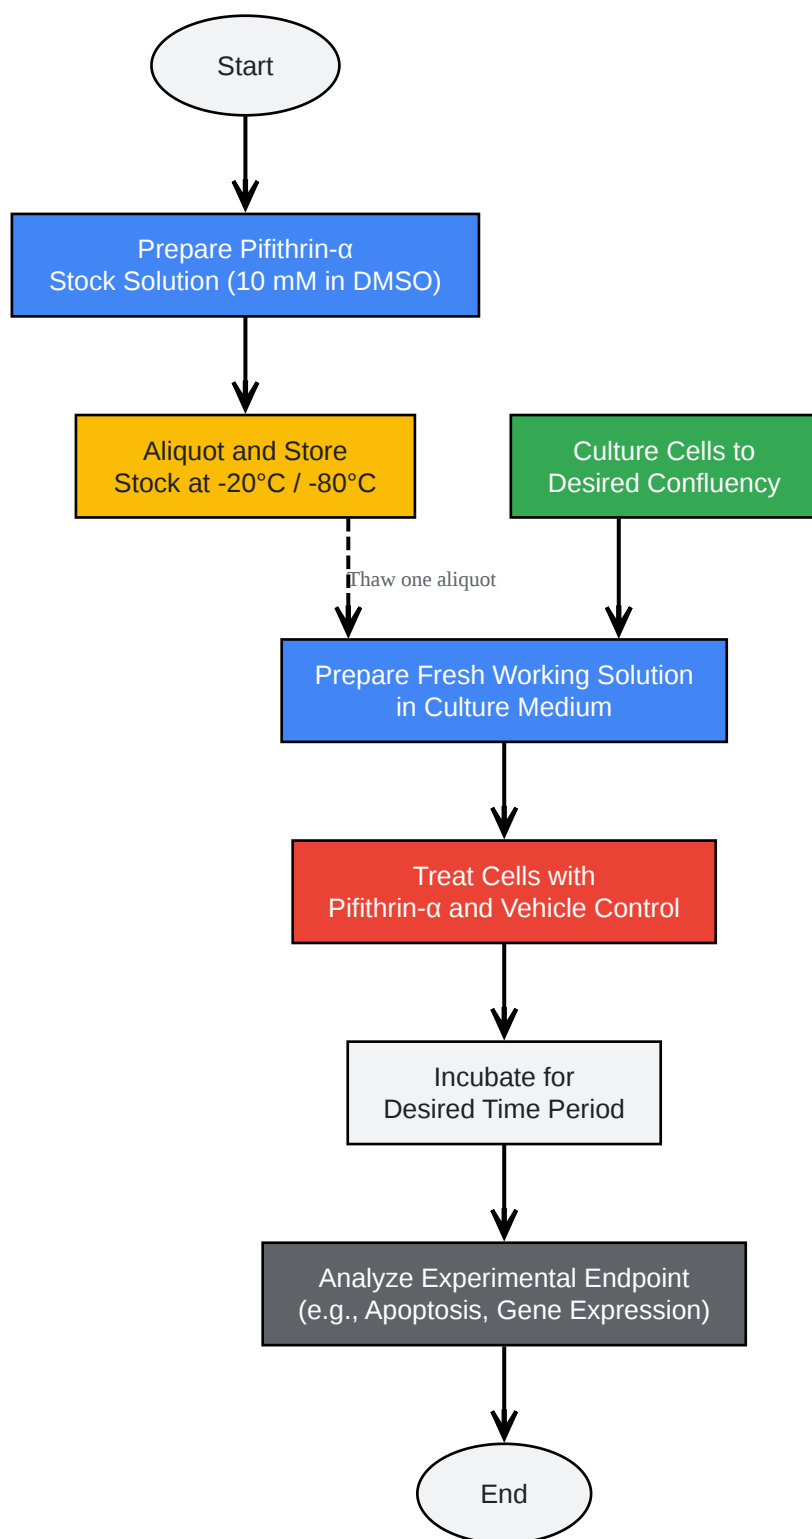 Start
Prepare Pifithrin-α
Stock Solution (10 mM in DMSO)
Aliquot and Store
Stock at -20°C / -80°C
Culture Cells to
Desired Confluency
Thaw one aliquot
Prepare Fresh Working Solution
in Culture Medium
Treat Cells with
Pifithrin-α and Vehicle Control
Incubate for
Desired Time Period
Analyze Experimental Endpoint
(e.g., Apoptosis, Gene Expression)
End